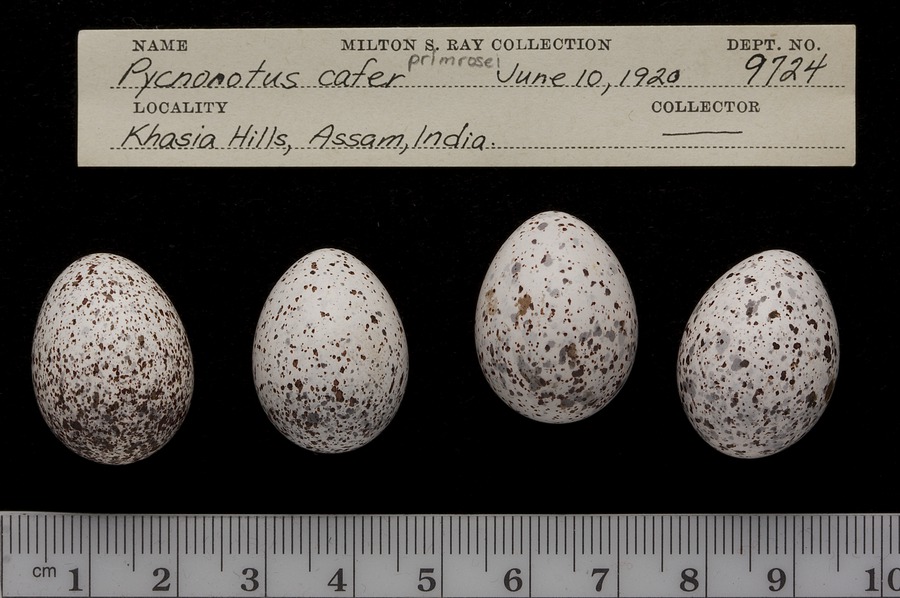 NAME MILTON S. RAY COLLECTION DEPT. NO.
Pycnonotus cafer primrosei June 10, 1920 9724
LOCALITY COLLECTOR
Khasia Hills, Assam, India.
cm 1 2 3 4 5 6 7 8 9 10